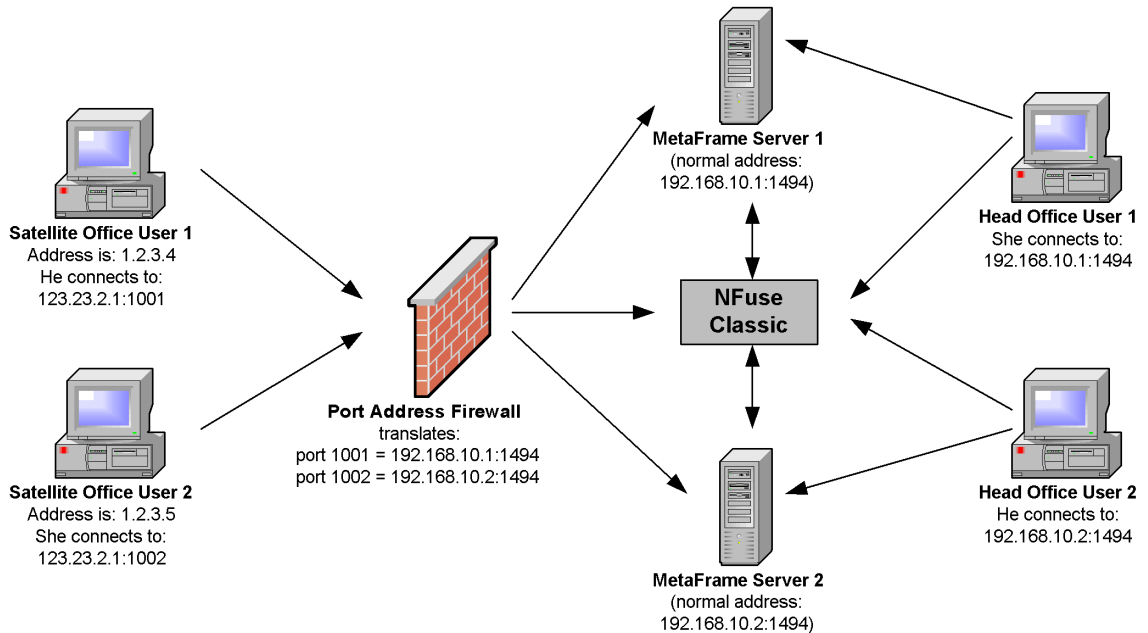 Satellite Office User 1
Address is: 1.2.3.4
He connects to:
123.23.2.1:1001
Satellite Office User 2
Address is: 1.2.3.5
She connects to:
123.23.2.1:1002
Port Address Firewall
translates:
port 1001 = 192.168.10.1:1494
port 1002 = 192.168.10.2:1494
MetaFrame Server 1
(normal address:
192.168.10.1:1494)
NFuse
Classic
MetaFrame Server 2
(normal address:
192.168.10.2:1494)
Head Office User 1
She connects to:
192.168.10.1:1494
Head Office User 2
He connects to:
192.168.10.2:1494